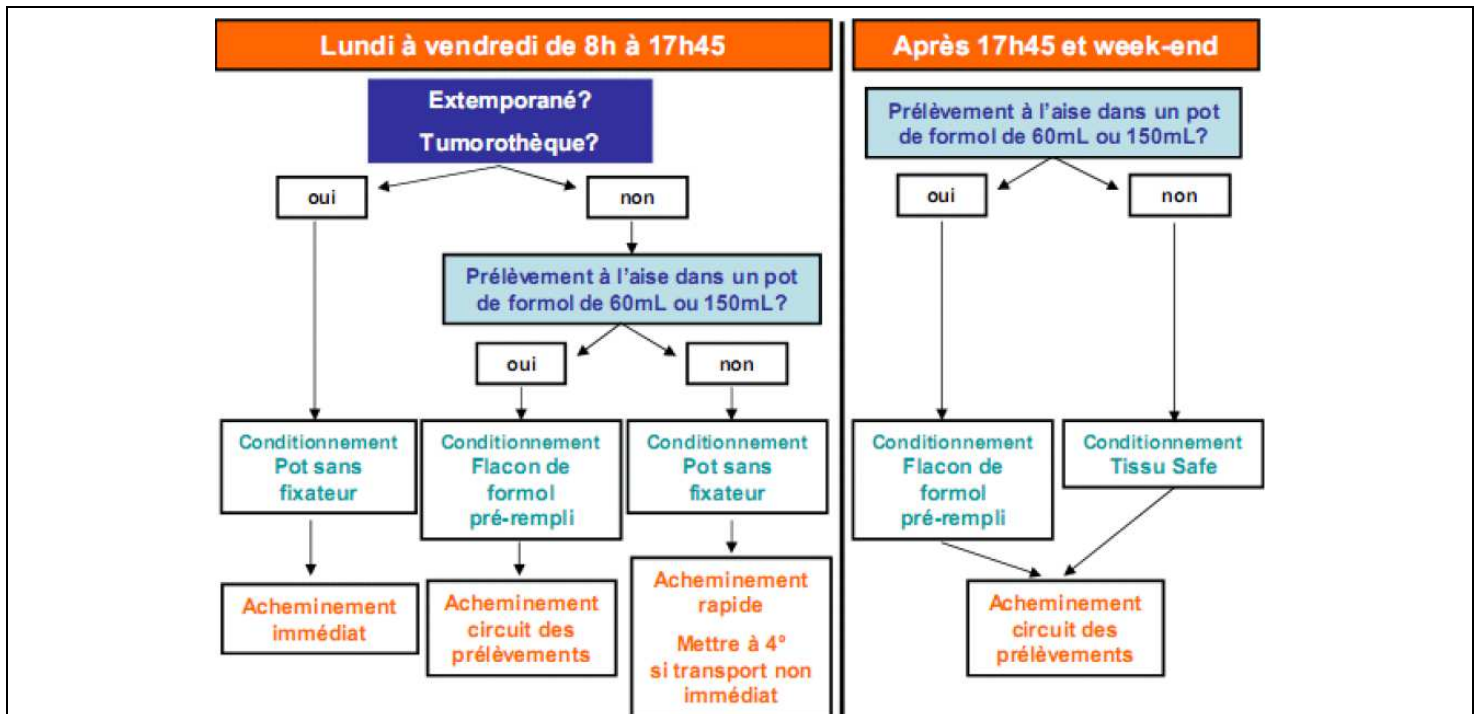 Lundi à vendredi de 8h à 17h45
Extemporané?
Tumorothèque?
oui
non
Prélèvement à l'aise dans un pot
de formol de 60mL ou 150mL?
oui
non
Conditionnement
Pot sans
fixateur
Conditionnement
Flacon de
formol
pré-rempli
Conditionnement
Pot sans
fixateur
Acheminement
immédiat
Acheminement
circuit des
prélèvements
Acheminement
rapide
Mettre à 4°
si transport non
immédiat
Après 17h45 et week-end
Prélèvement à l'aise dans un pot
de formol de 60mL ou 150mL?
oui
non
Conditionnement
Flacon de
formol
pré-rempli
Conditionnement
Tissu Safe
Acheminement
circuit des
prélèvements